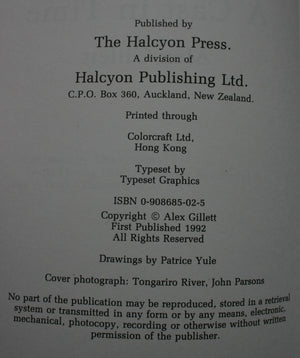 Published by
The Halcyon Press.
A division of
Halcyon Publishing Ltd.
C.P.O. Box 360, Auckland, New Zealand.
Printed through
Colorcraft Ltd,
Hong Kong
Typeset by
Typeset Graphics
ISBN 0-908685-02-5
Copyright © Alex Gillett
First Published 1992
All Rights Reserved
Drawings by Patrice Yule
Cover photograph: Tongariro River, John Parsons
No part of the publication may be reproduced, stored in a retrieval
system or transmitted in any form or by any means, electronic,
mechanical, photocopy, recording or otherwise without written
permission of the publisher.